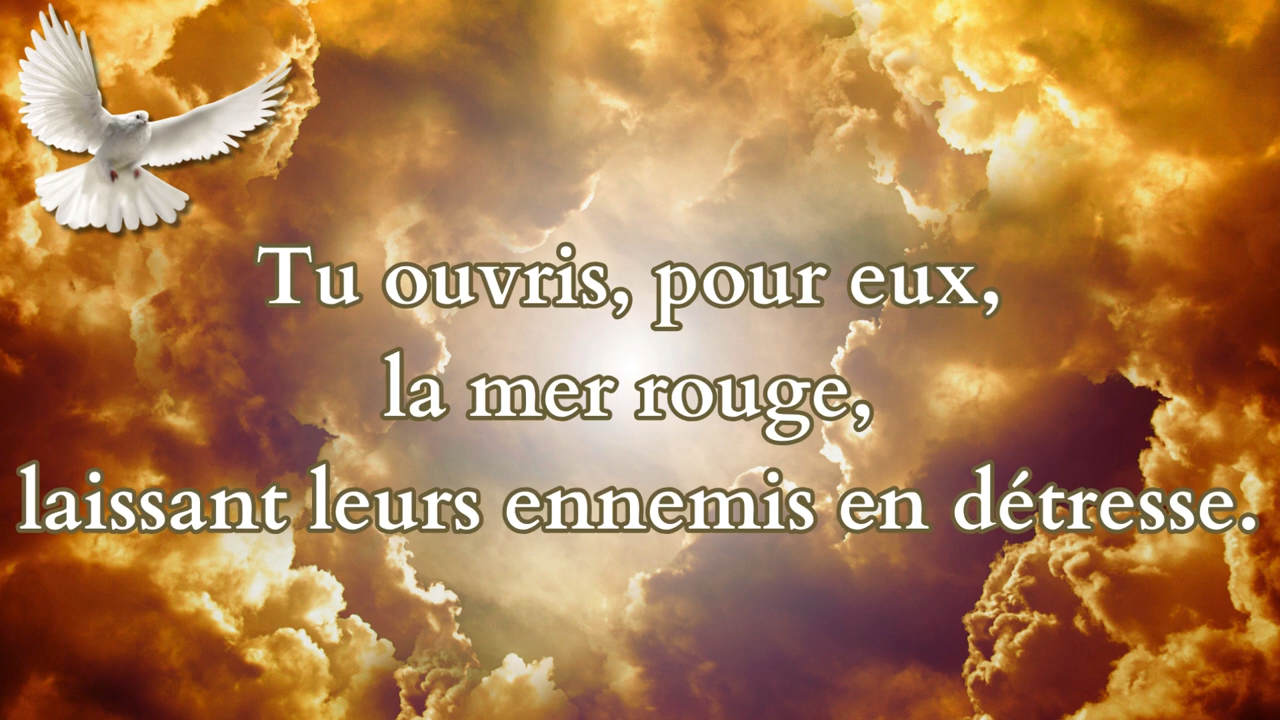 Tu ouvris, pour eux,
la mer rouge,
laissant leurs ennemis en détresse.